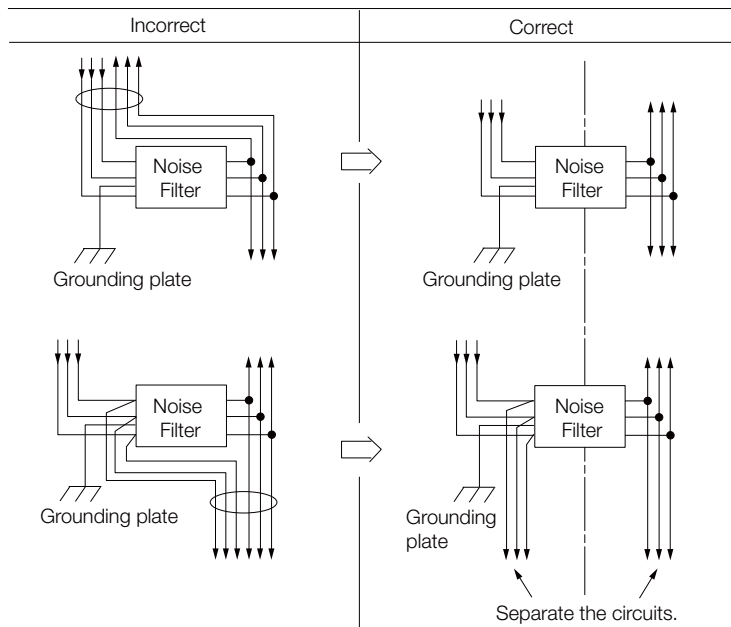 Incorrect
Correct
Noise
Filter
Grounding plate
Noise
Filter
Grounding plate
Noise
Filter
Grounding plate
Noise
Filter
Grounding
plate
Separate the circuits.